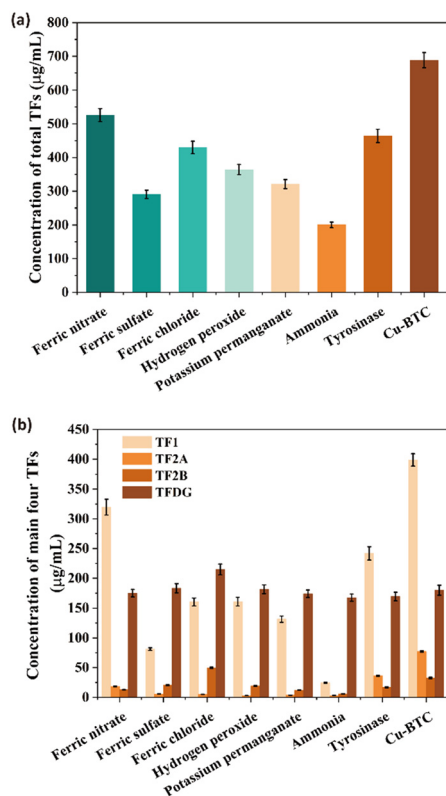 (a)
Concentration of total TFs (μg/mL)
800
700
600
500
400
300
200
100
0
Ferric nitrate
Ferric sulfate
Ferric chloride
Hydrogen peroxide
Potassium permanganate
Ammonia
Tyrosinase
Cu-BTC
(b)
Concentration of main four TFs
(μg/mL)
450
400
350
300
250
200
150
100
50
0
TF1
TF2A
TF2B
TFDG
Ferric nitrate
Ferric sulfate
Ferric chloride
Hydrogen peroxide
Potassium permanganate
Ammonia
Tyrosinase
Cu-BTC